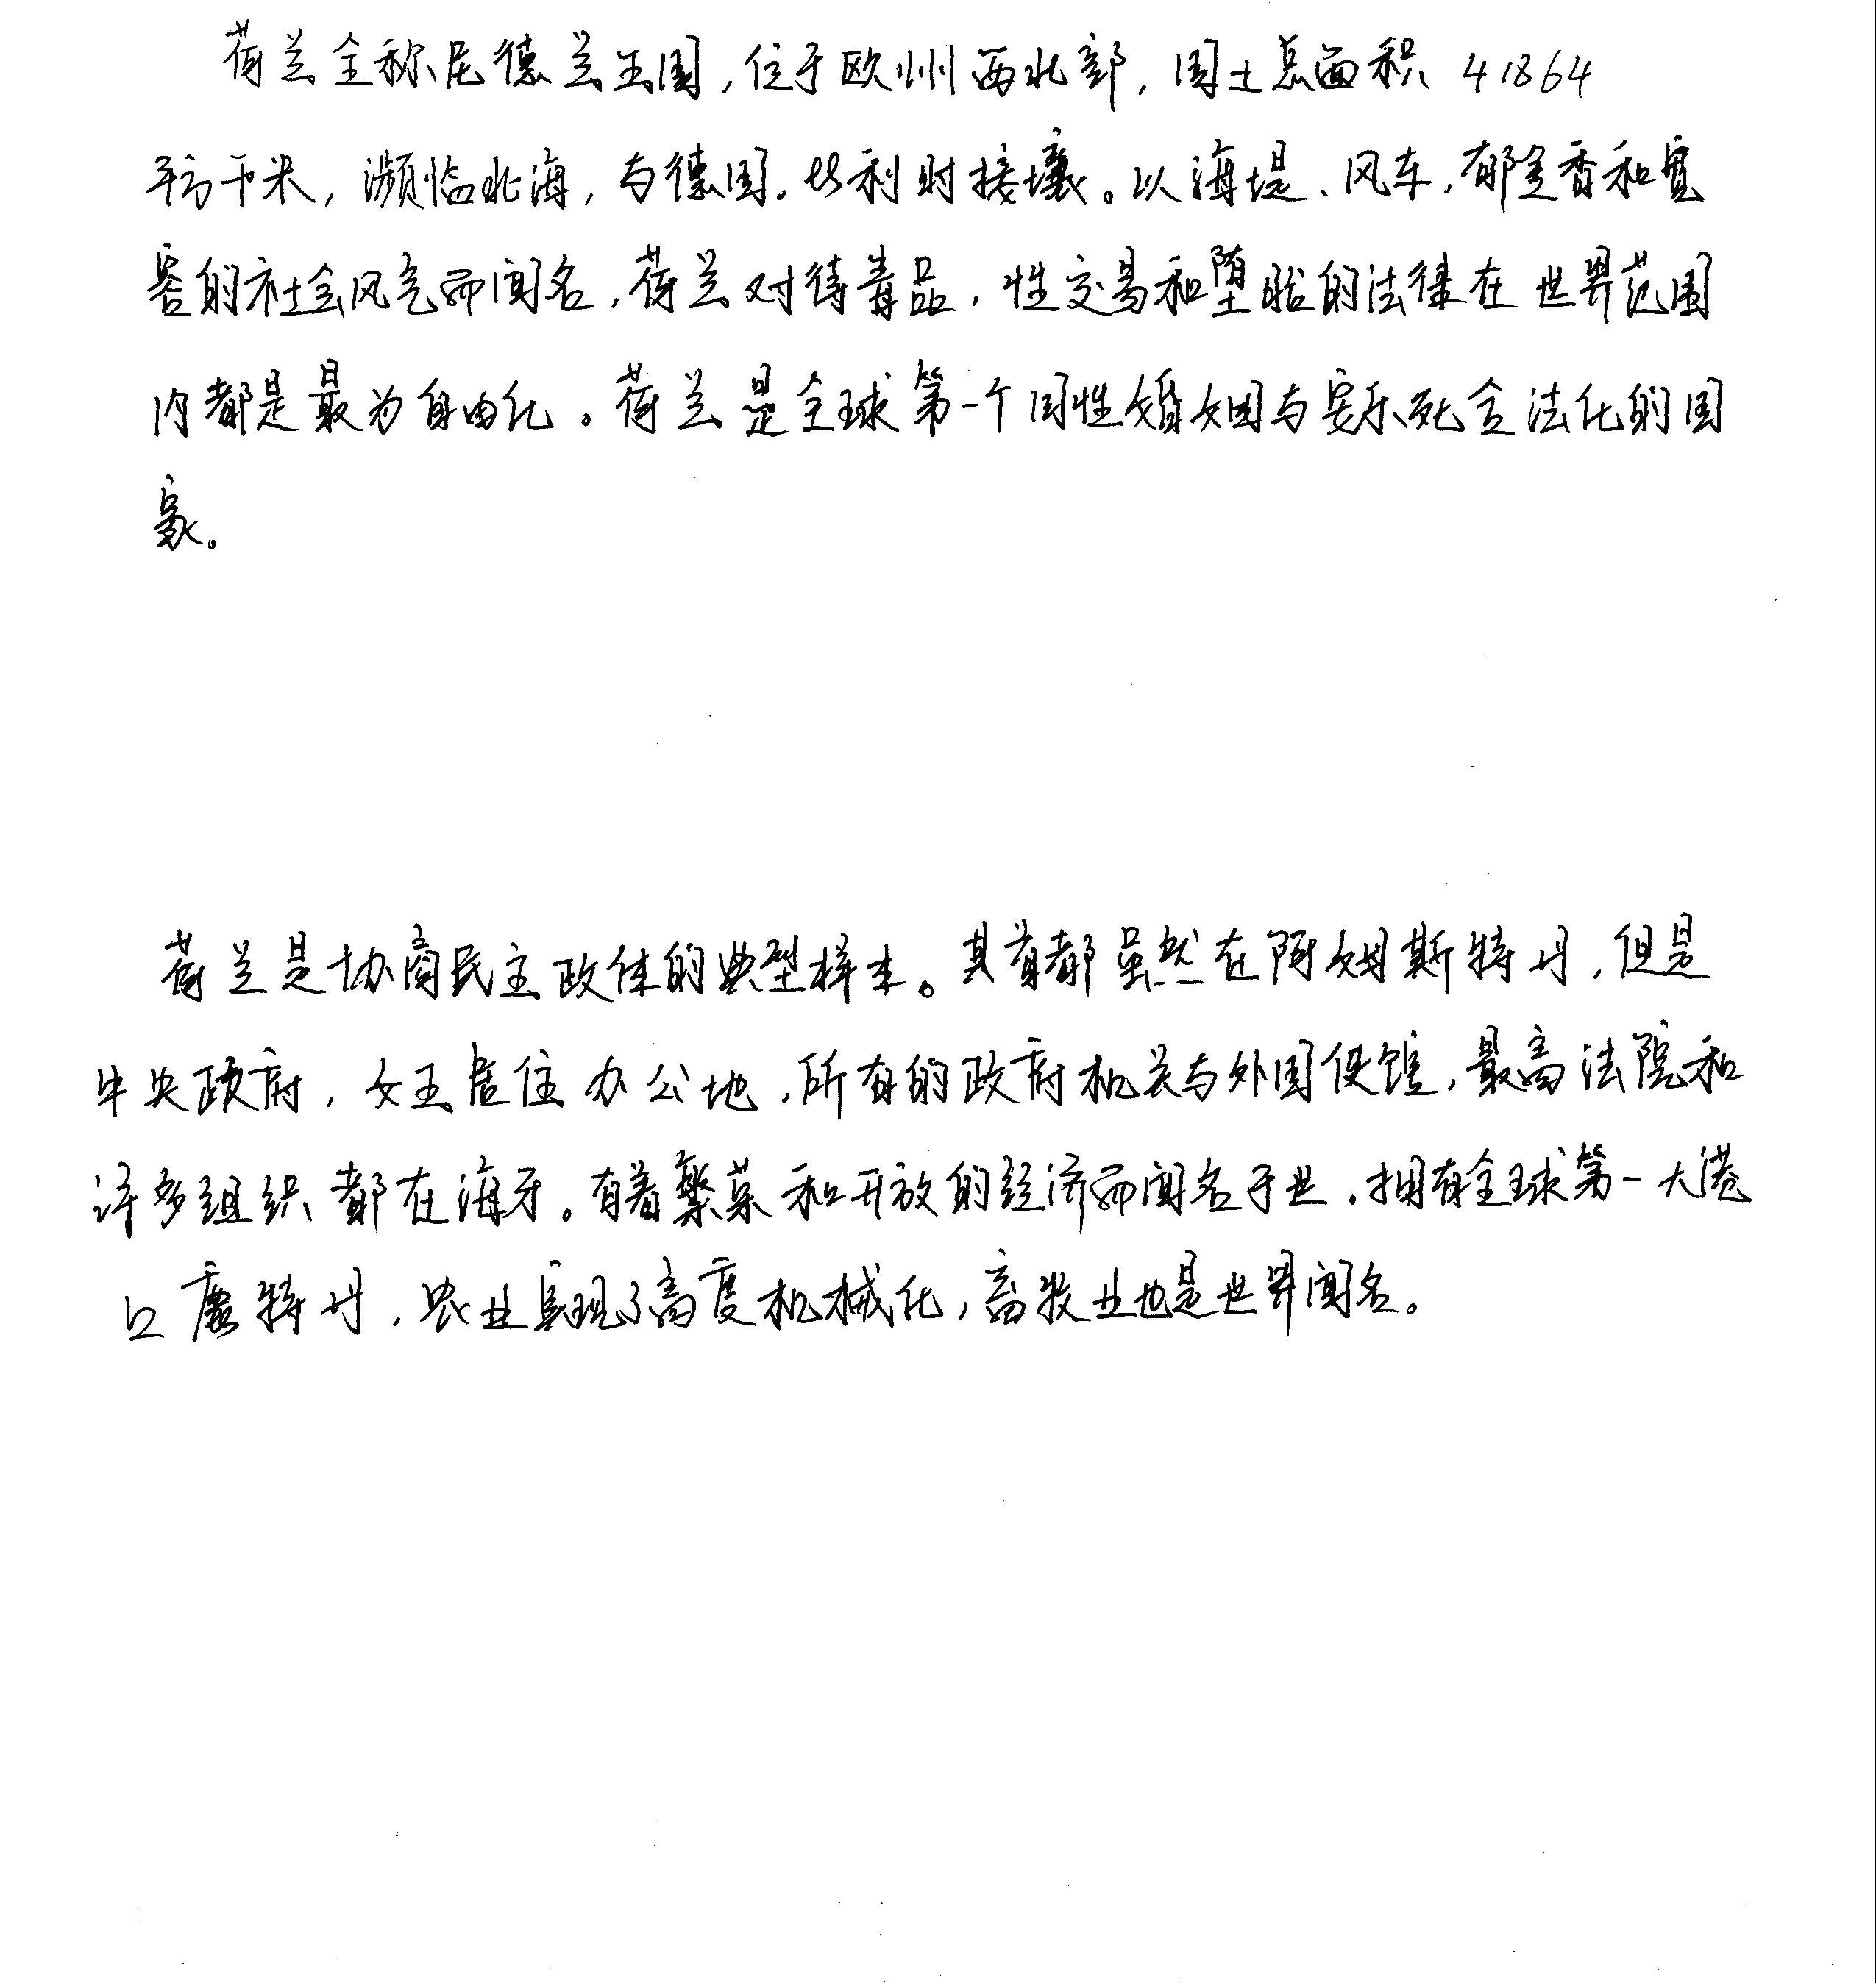 荷兰全称尼德兰王国,位于欧州西北部,国土总面积 41864
平方千米,濒临北海,与德国、比利时接壤。以海堤、风车,郁金香和宽
容的社会风气而闻名,荷兰对待毒品,性交易和堕胎的法律在世界范围
内都是最为自由化。荷兰是全球第一个同性婚姻与安乐死合法化的国
家。
荷兰是协商民主政体的典型样本。其首都虽然在阿姆斯特丹,但是
中央政府,女王居住办公地,所有的政府机关与外国使馆,最高法院和
许多组织都在海牙。有着繁荣和开放的经济而闻名于世.拥有全球第一大港
口鹿特丹,农业实现了高度机械化,畜牧业也是世界闻名。